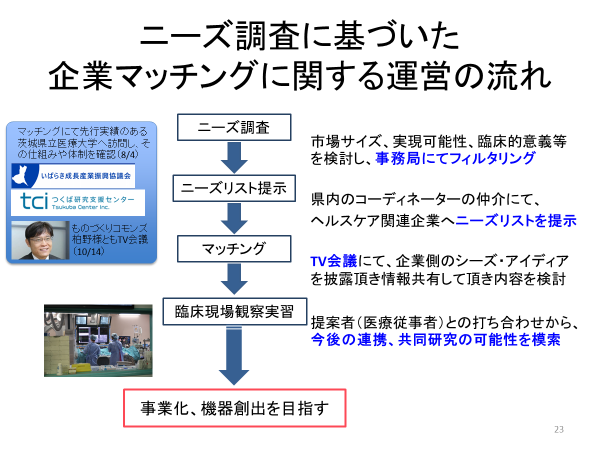 ニーズ調査に基づいた
企業マッチングに関する運営の流れ
マッチングにて先行実績のある
茨城県立医療大学へ訪問し、そ
の仕組みや体制を確認（8/4）
いばらき成長産業振興協議会
tci つくば研究支援センター
Tsukuba Center Inc.
ものづくりコモンズ
柏野様ともTV会議
（10/14）
ニーズ調査
市場サイズ、実現可能性、臨床的意義等
を検討し、事務局にてフィルタリング
ニーズリスト提示
県内のコーディネーターの仲介にて、
ヘルスケア関連企業へニーズリストを提示
マッチング
TV会議にて、企業側のシーズ・アイディア
を披露頂き情報共有して頂き内容を検討
臨床現場観察実習
提案者（医療従事者）との打ち合わせから、
今後の連携、共同研究の可能性を模索
事業化、機器創出を目指す
23